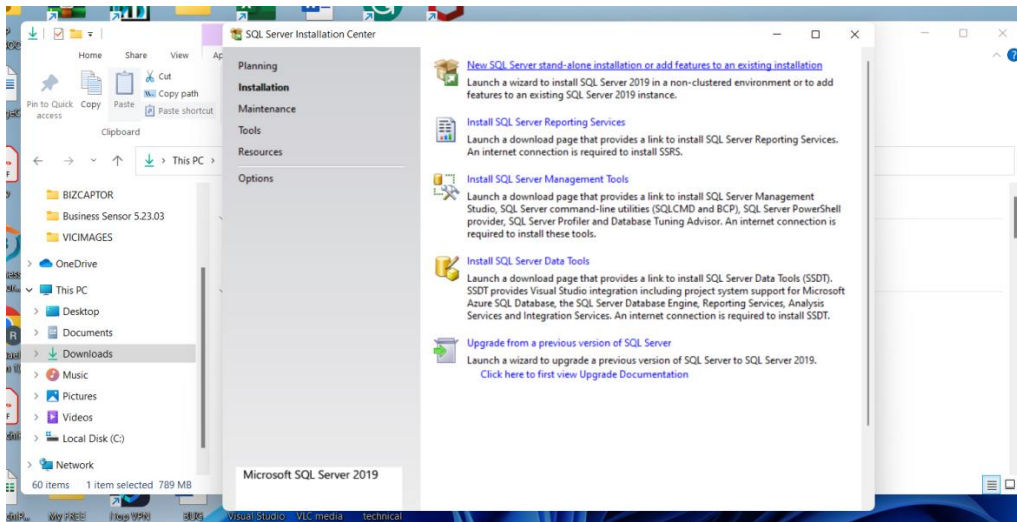 SQL Server Installation Center
Home Share View
Pin to Quick access
Copy
Paste
Cut
Copy path
Paste shortcut
Clipboard
This PC
BIZCAPTOR
Business Sensor 5.23.03
VICIMAGES
OneDrive
This PC
Desktop
Documents
Downloads
Music
Pictures
Videos
Local Disk (C:)
Network
60 items 1 item selected 789 MB
Planning
Installation
Maintenance
Tools
Resources
Options
Microsoft SQL Server 2019
New SQL Server stand-alone installation or add features to an existing installation
Launch a wizard to install SQL Server 2019 in a non-clustered environment or to add
features to an existing SQL Server 2019 instance.
Install SQL Server Reporting Services
Launch a download page that provides a link to install SQL Server Reporting Services.
An internet connection is required to install SSRS.
Install SQL Server Management Tools
Launch a download page that provides a link to install SQL Server Management
Studio, SQL Server command-line utilities (SQLCMD and BCP), SQL Server PowerShell
provider, SQL Server Profiler and Database Tuning Advisor. An internet connection is
required to install these tools.
Install SQL Server Data Tools
Launch a download page that provides a link to install SQL Server Data Tools (SSDT).
SSDT provides Visual Studio integration including project system support for Microsoft
Azure SQL Database, the SQL Server Database Engine, Reporting Services, Analysis
Services and Integration Services. An internet connection is required to install SSDT.
Upgrade from a previous version of SQL Server
Launch a wizard to upgrade a previous version of SQL Server to SQL Server 2019.
Click here to first view Upgrade Documentation
My FREE
VPN
Visual Studio VLC media technical